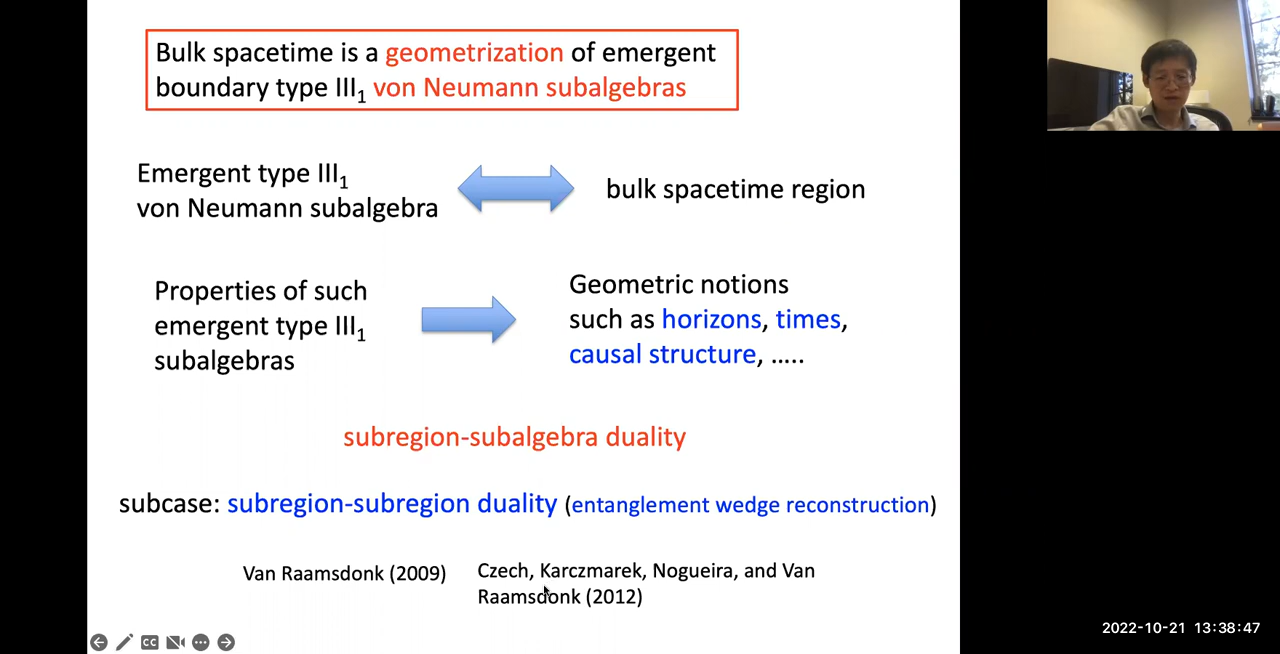 Bulk spacetime is a geometrization of emergent
boundary type III₁ von Neumann subalgebras
Emergent type III₁
von Neumann subalgebra
bulk spacetime region
Properties of such
emergent type III₁
subalgebras
Geometric notions
such as horizons, times,
causal structure, .....
subregion-subalgebra duality
subcase: subregion-subregion duality (entanglement wedge reconstruction)
Van Raamsdonk (2009)
Czech, Karczmarek, Nogueira, and Van
Raamsdonk (2012)
CC
2022-10-21 13:38:47